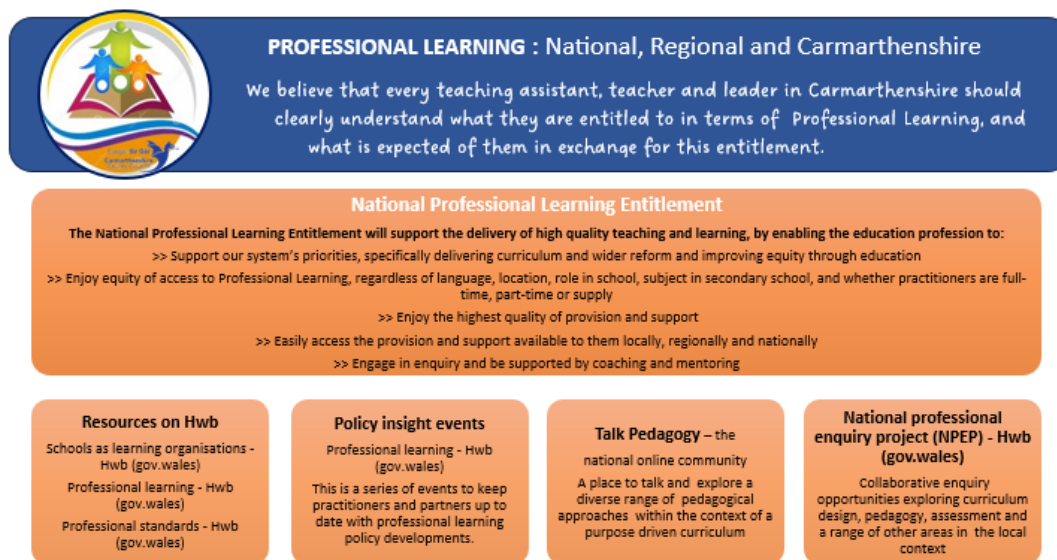 PROFESSIONAL LEARNING : National, Regional and Carmarthenshire
We believe that every teaching assistant, teacher and leader in Carmarthenshire should
clearly understand what they are entitled to in terms of Professional Learning, and
what is expected of them in exchange for this entitlement.
Carmarthenshire
National Professional Learning Entitlement
The National Professional Learning Entitlement will support the delivery of high quality teaching and learning, by enabling the education profession to:
>> Support our system's priorities, specifically delivering curriculum and wider reform and improving equity through education
>> Enjoy equity of access to Professional Learning, regardless of language, location, role in school, subject in secondary school, and whether practitioners are full-
time, part-time or supply
>> Enjoy the highest quality of provision and support
>> Easily access the provision and support available to them locally, regionally and nationally
>> Engage in enquiry and be supported by coaching and mentoring
Resources on Hwb
Schools as learning organisations -
Hwb (gov.wales)
Professional learning - Hwb
(gov.wales)
Professional standards - Hwb
(gov.wales)
Policy insight events
Professional learning - Hwb
(gov.wales)
This is a series of events to keep
practitioners and partners up to
date with professional learning
policy developments.
Talk Pedagogy – the
national online community
A place to talk and explore a
diverse range of pedagogical
approaches within the context of a
purpose driven curriculum
National professional
enquiry project (NPEP) - Hwb
(gov.wales)
Collaborative enquiry
opportunities exploring curriculum
design, pedagogy, assessment and
a range of other areas in the local
context